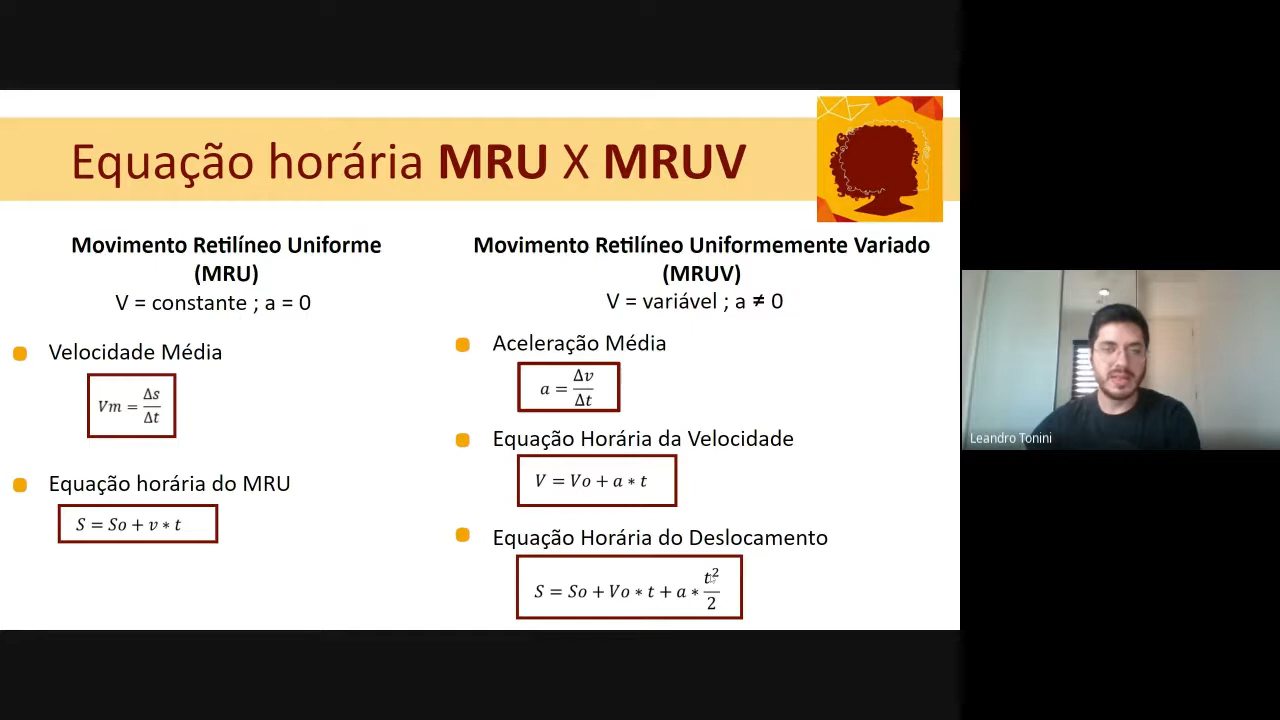 Equação horária MRU X MRUV
Movimento Retilíneo Uniforme
(MRU)
V = constante ; a = 0
Velocidade Média
Vm = Δs/Δt
Equação horária do MRU
S = So + v * t
Movimento Retilíneo Uniformemente Variado
(MRUV)
V = variável ; a ≠ 0
Aceleração Média
a = Δv/Δt
Equação Horária da Velocidade
V = Vo + a * t
Equação Horária do Deslocamento
S = So + Vo * t + a * t²/2
Leandro Tonini